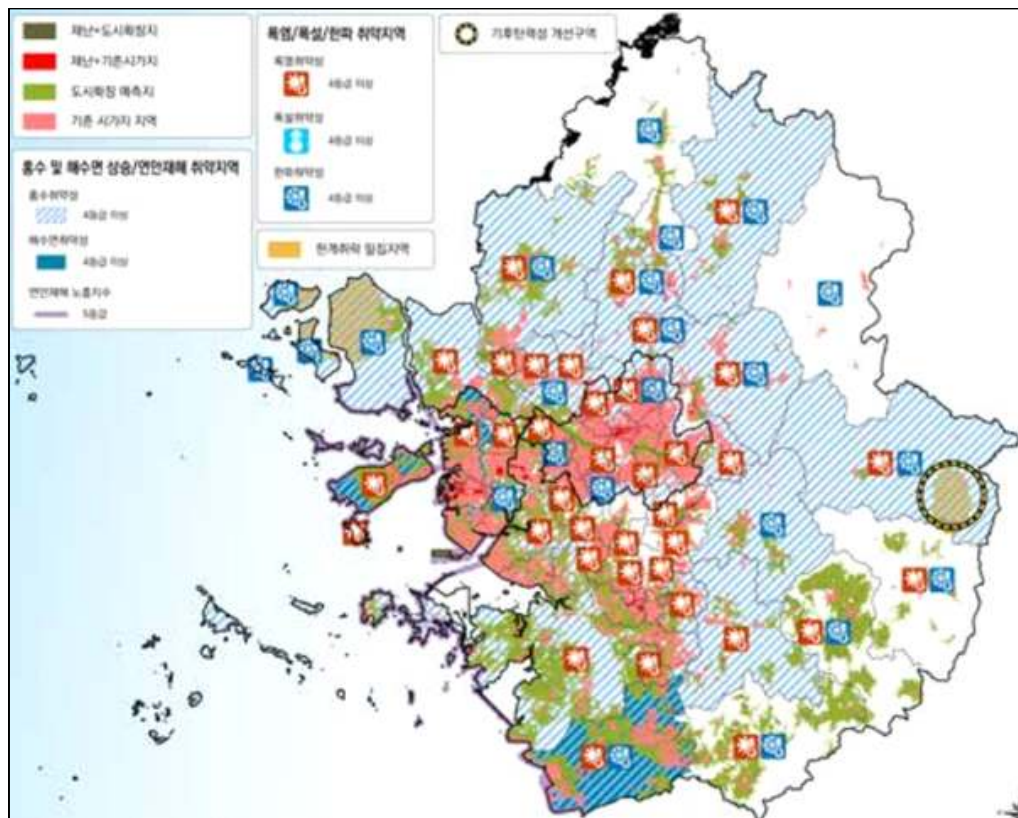 재난+도시확장지
재난+기존시가지
도시확장 예측지
기존 시가지 지역
홍수 및 해수면 상승/연안재해 취약지역
홍수취약성
4등급 이상
해수면취약성
4등급 이상
연안재해 노출지수
5등급
폭염/폭설/한파 취약지역
폭염취약성
4등급 이상
폭설취약성
4등급 이상
한파취약성
4등급 이상
한계취락 밀집지역
기후탄력성 개선구역